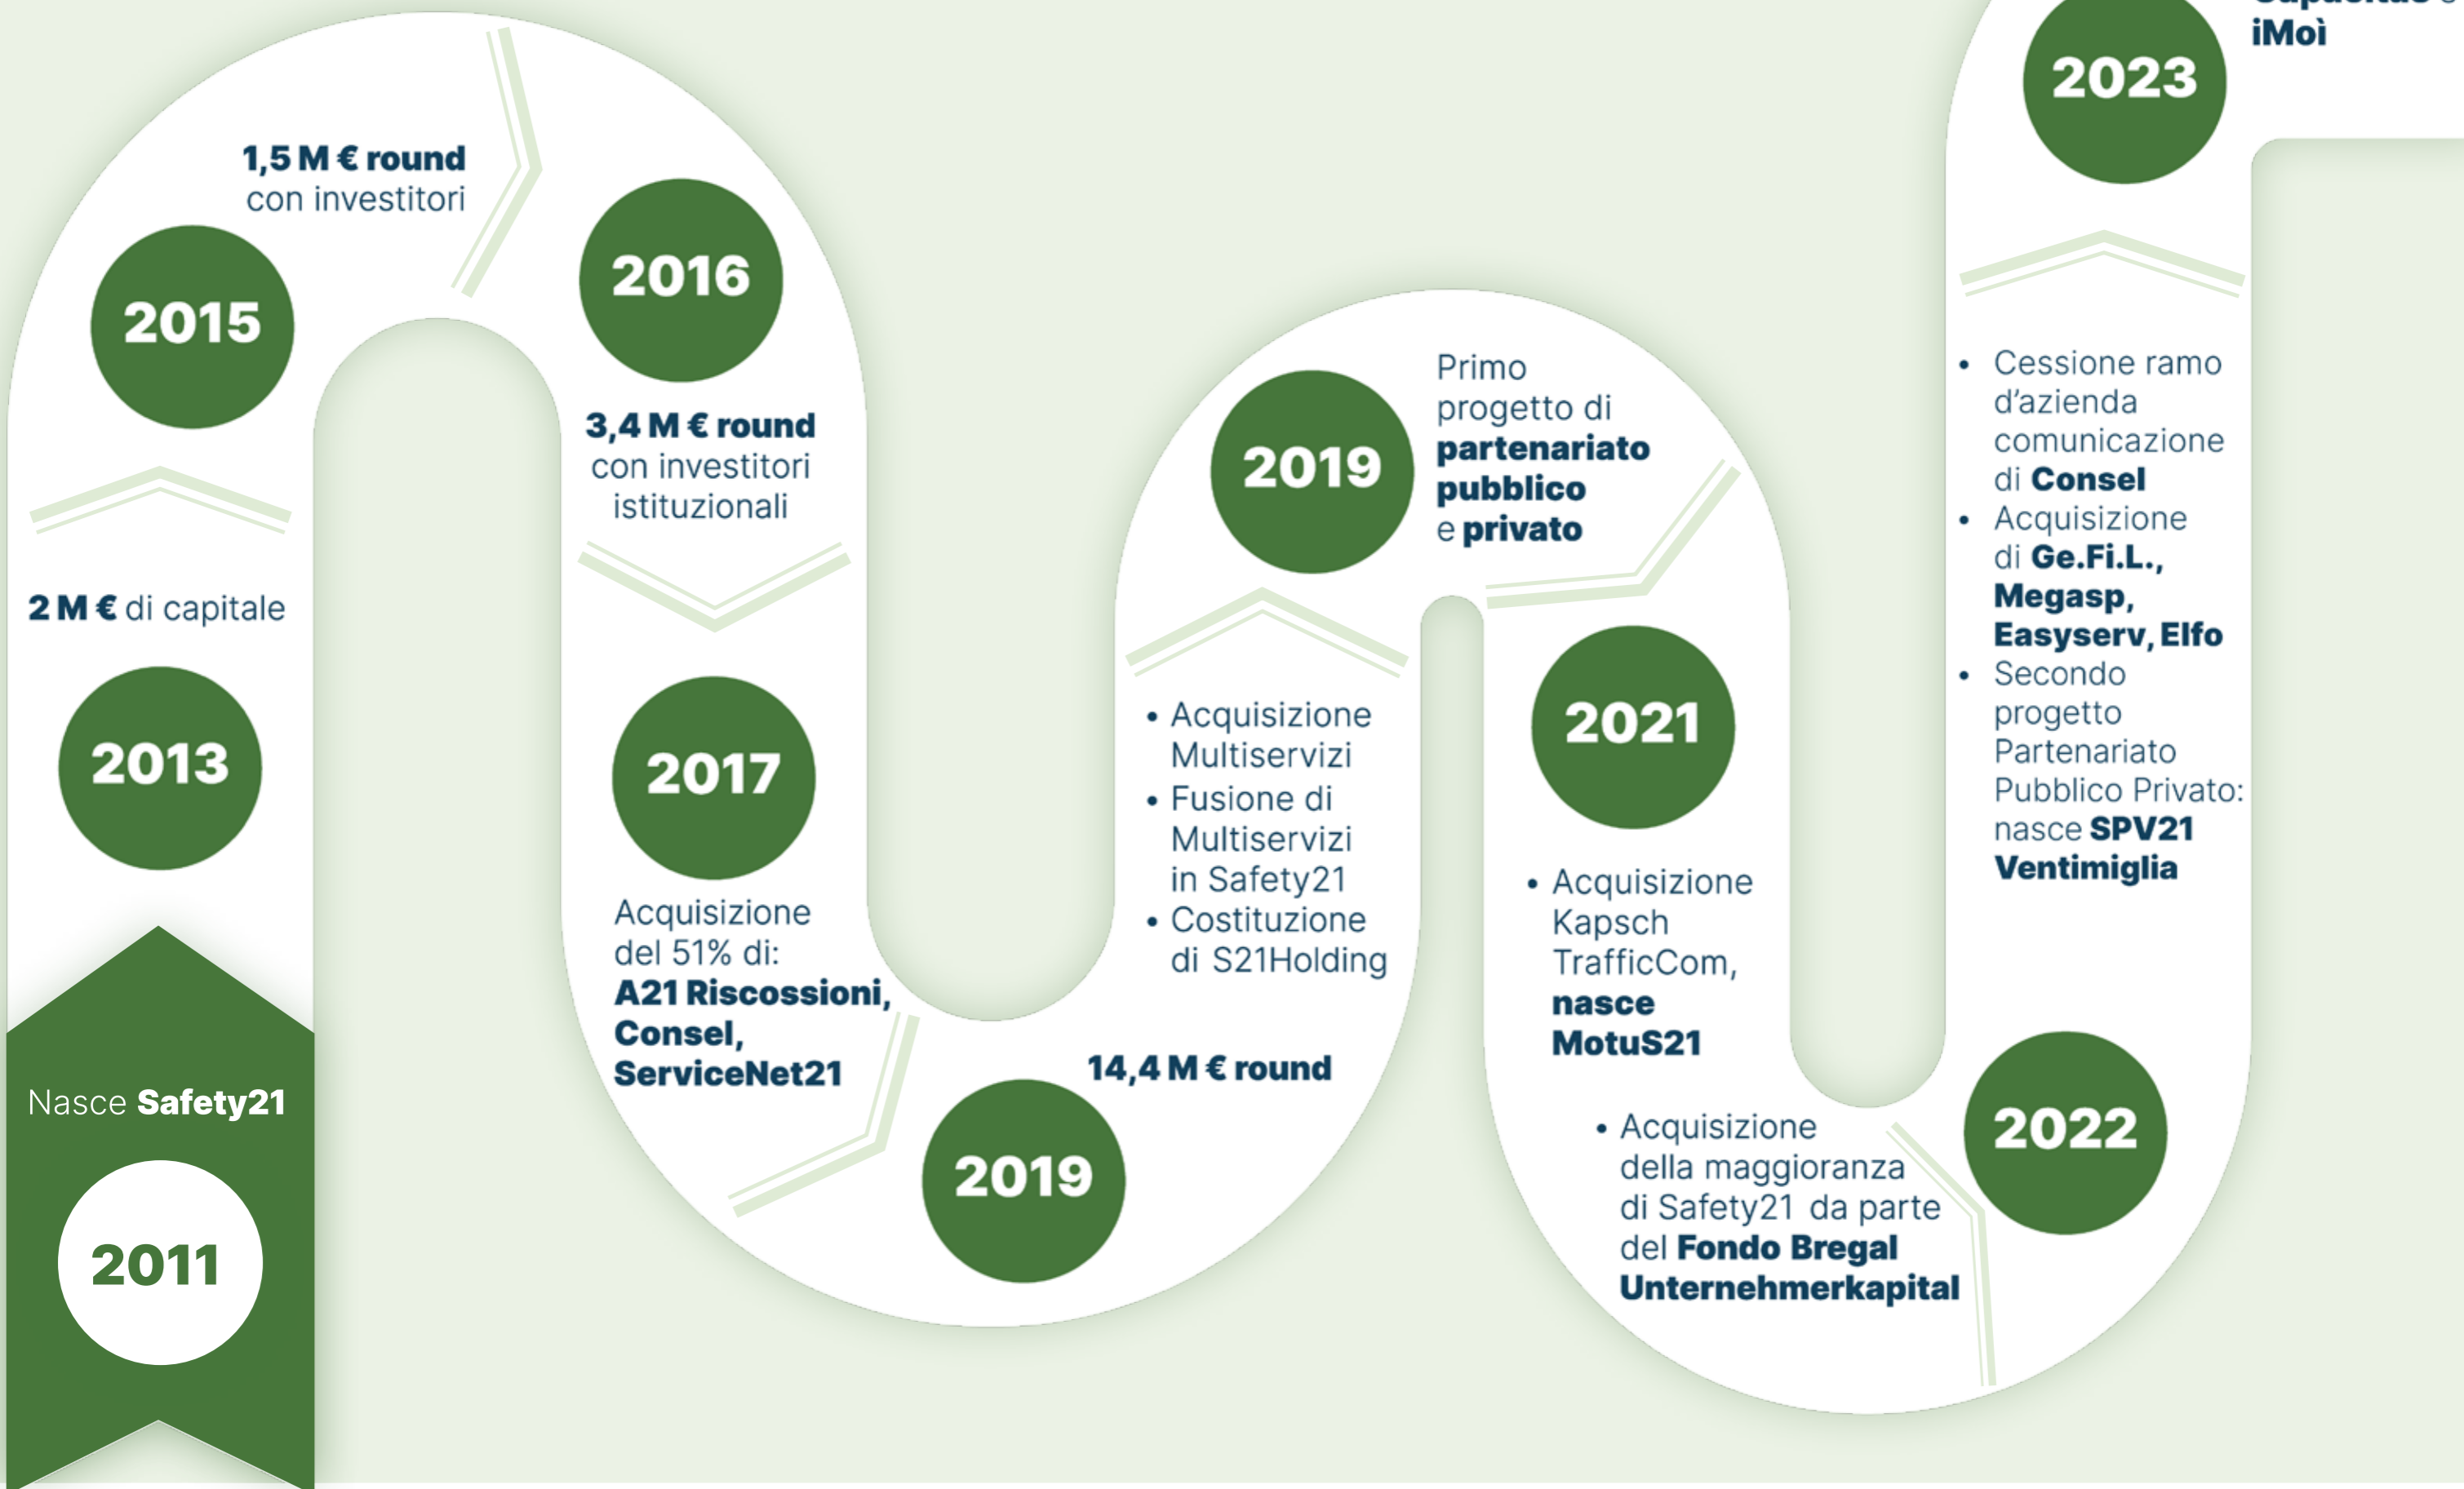 Nasce Safety21
2011
2013
2 M € di capitale
2015
1,5 M € round
con investitori
2016
3,4 M € round
con investitori
istituzionali
2017
Acquisizione
del 51% di:
A21 Riscossioni,
Consel,
ServiceNet21
2019
14,4 M € round
• Acquisizione
Multiservizi
• Fusione di
Multiservizi
in Safety21
• Costituzione
di S21Holding
2019
Primo
progetto di
partenariato
pubblico
e privato
2021
• Acquisizione
Kapsch
TrafficCom,
nasce
MotuS21
• Acquisizione
della maggioranza
di Safety21 da parte
del Fondo Bregal
Unternehmerkapital
2022
• Cessione ramo
d'azienda
comunicazione
di Consel
• Acquisizione
di Ge.Fi.L.,
Megasp,
Easyserv, Elfo
• Secondo
progetto
Partenariato
Pubblico Privato:
nasce SPV21
Ventimiglia
2023
iMoì